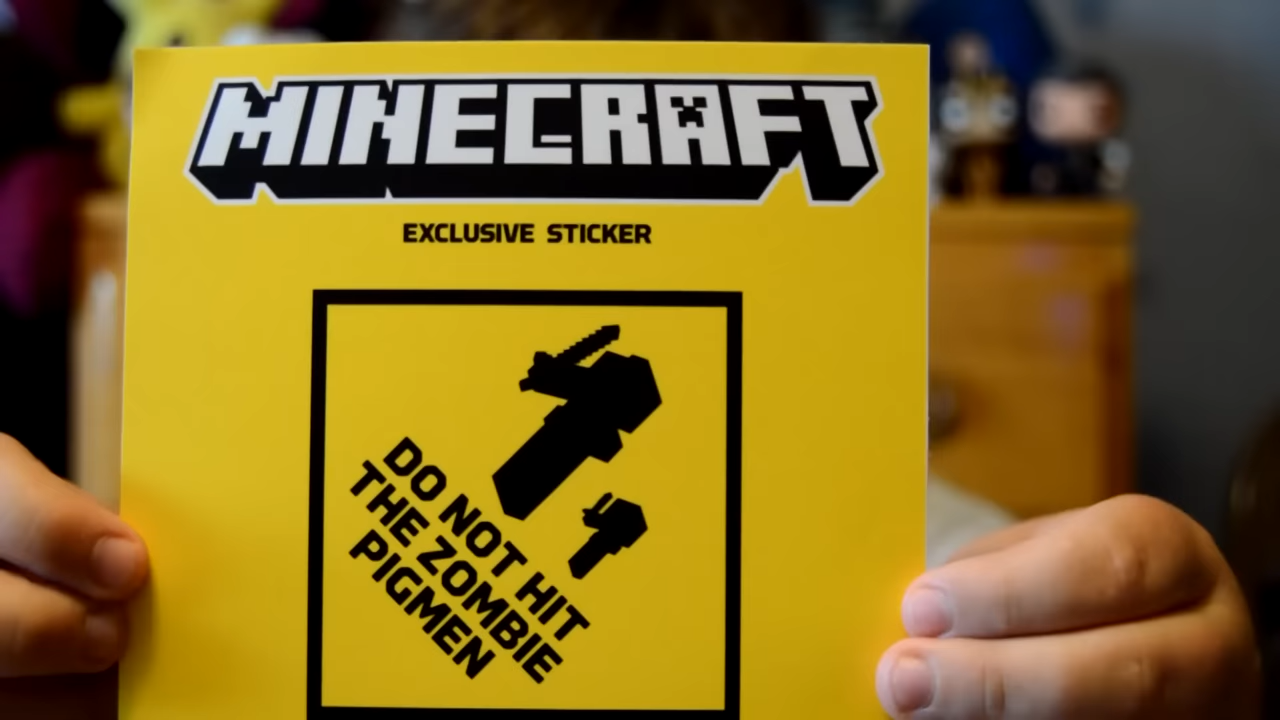 MINECRAFT
EXCLUSIVE STICKER
DO NOT HIT
THE ZOMBIE
PIGMEN